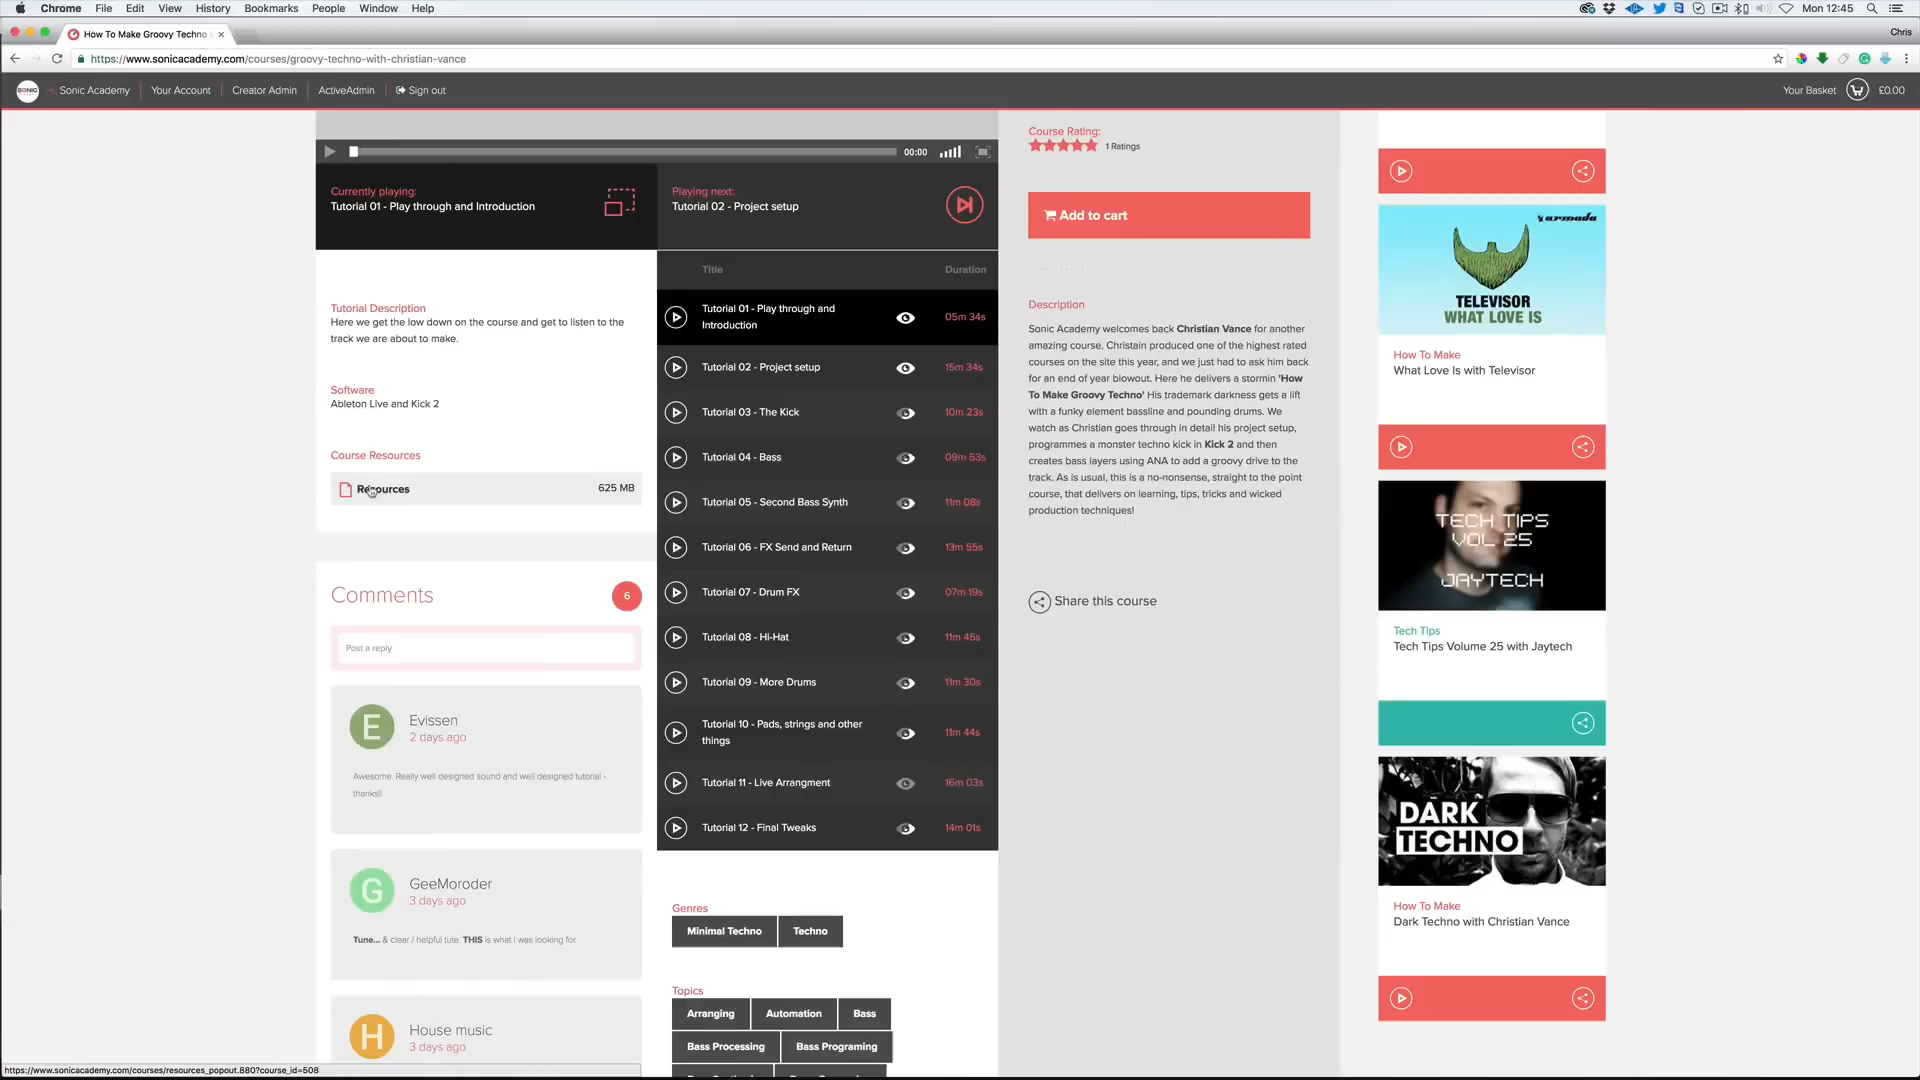 Chrome File Edit View History Bookmarks People Window Help
Mon 12:45
How To Make Groovy Techno
Chris
https://www.sonicacademy.com/courses/groovy-techno-with-christian-vance
Sonic Academy Your Account Creator Admin ActiveAdmin Sign out
Your Basket £0.00
00:00
Currently playing:
Tutorial 01 - Play through and Introduction
Playing next:
Tutorial 02 - Project setup
Tutorial Description
Here we get the low down on the course and get to listen to the
track we are about to make.
Software
Ableton Live and Kick 2
Course Resources
Resources 625 MB
Comments 6
Post a reply
E
Evissen
2 days ago
Awesome. Really well designed sound and well designed tutorial -
thanks!!
G
GeeMoroder
3 days ago
Tune... & clear / helpful tute. THIS is what i was looking for.
H
House music
3 days ago
Title Duration
Tutorial 01 - Play through and
Introduction
05m 34s
Tutorial 02 - Project setup 15m 34s
Tutorial 03 - The Kick 10m 23s
Tutorial 04 - Bass 09m 53s
Tutorial 05 - Second Bass Synth 11m 08s
Tutorial 06 - FX Send and Return 13m 55s
Tutorial 07 - Drum FX 07m 19s
Tutorial 08 - Hi-Hat 11m 45s
Tutorial 09 - More Drums 11m 30s
Tutorial 10 - Pads, strings and other
things
11m 44s
Tutorial 11 - Live Arrangment 16m 03s
Tutorial 12 - Final Tweaks 14m 01s
Genres
Minimal Techno Techno
Topics
Arranging Automation Bass
Bass Processing Bass Programing
Course Rating:
1 Ratings
Add to cart
Description
Sonic Academy welcomes back Christian Vance for another
amazing course. Christain produced one of the highest rated
courses on the site this year, and we just had to ask him back
for an end of year blowout. Here he delivers a stormin 'How
To Make Groovy Techno' His trademark darkness gets a lift
with a funky element bassline and pounding drums. We
watch as Christian goes through in detail his project setup,
programmes a monster techno kick in Kick 2 and then
creates bass layers using ANA to add a groovy drive to the
track. As is usual, this is a no-nonsense, straight to the point
course, that delivers on learning, tips, tricks and wicked
production techniques!
Share this course
armada
TELEVISOR
WHAT LOVE IS
How To Make
What Love Is with Televisor
TECH TIPS
VOL 25
JAYTECH
Tech Tips
Tech Tips Volume 25 with Jaytech
DARK
TECHNO
How To Make
Dark Techno with Christian Vance
https://www.sonicacademy.com/courses/resources_popout.880?course_id=508